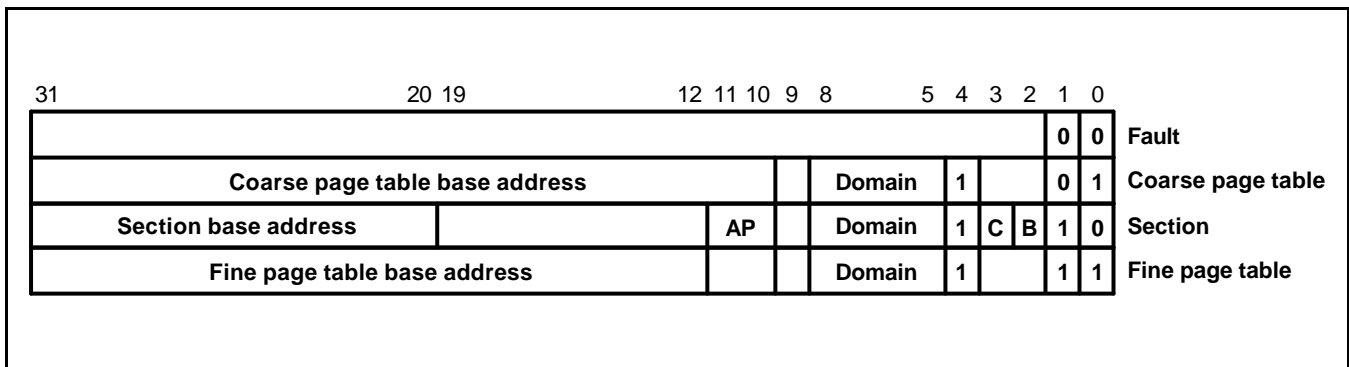 31 20 19 12 11 10 9 8 5 4 3 2 1 0
0 0 Fault
Coarse page table base address Domain 1 0 1 Coarse page table
Section base address AP Domain 1 C B 1 0 Section
Fine page table base address Domain 1 1 1 Fine page table